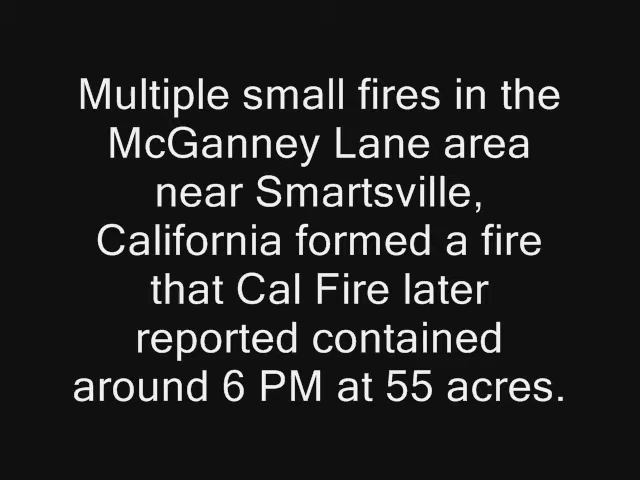 Multiple small fires in the
McGanney Lane area
near Smartsville,
California formed a fire
that Cal Fire later
reported contained
around 6 PM at 55 acres.